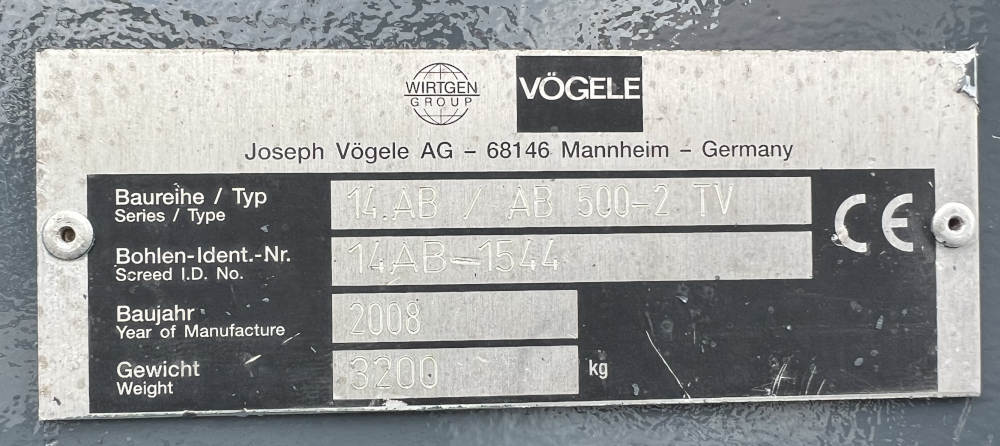 WIRTGEN
GROUP
VÖGELE
Joseph Vögele AG – 68146 Mannheim – Germany
Baureihe / Typ 14.AB / AB 500-2 TV
Series / Type
Bohlen-Ident.-Nr. 14AB-1544
Screed I.D. No.
Baujahr 2008
Year of Manufacture
Gewicht 3200 kg
Weight
CE